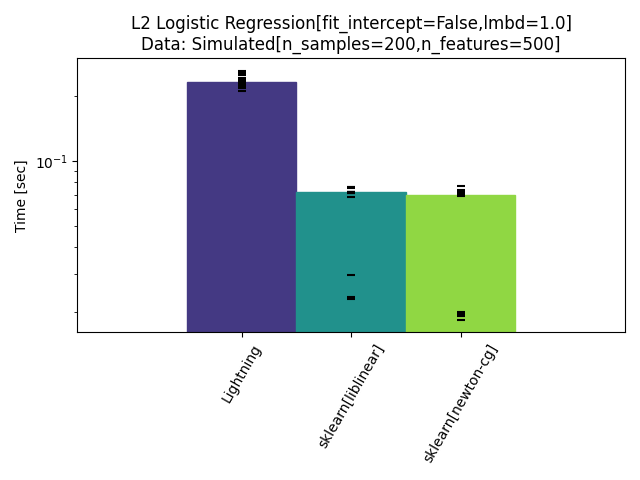 L2 Logistic Regression[fit_intercept=False,lmbd=1.0]
Data: Simulated[n_samples=200,n_features=500]
Time [sec]
10⁻¹
Lightning
sklearn[liblinear]
sklearn[newton-cg]